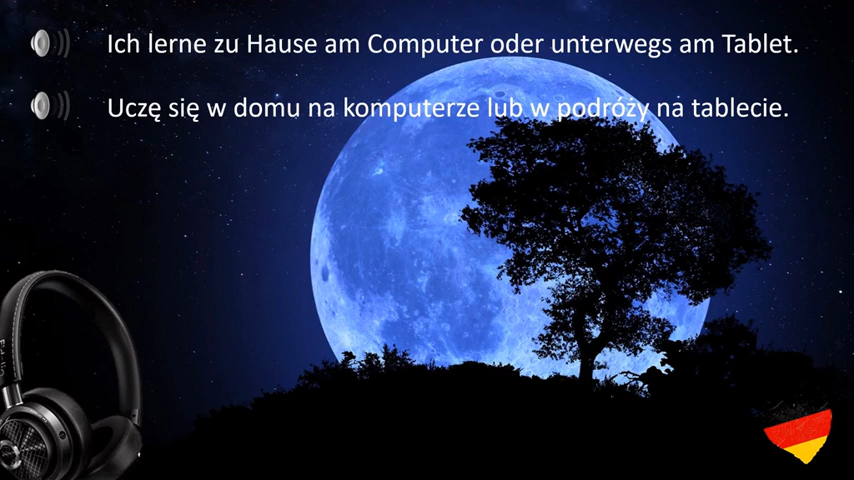 Ich lerne zu Hause am Computer oder unterwegs am Tablet.
Uczę się w domu na komputerze lub w podróży na tablecie.